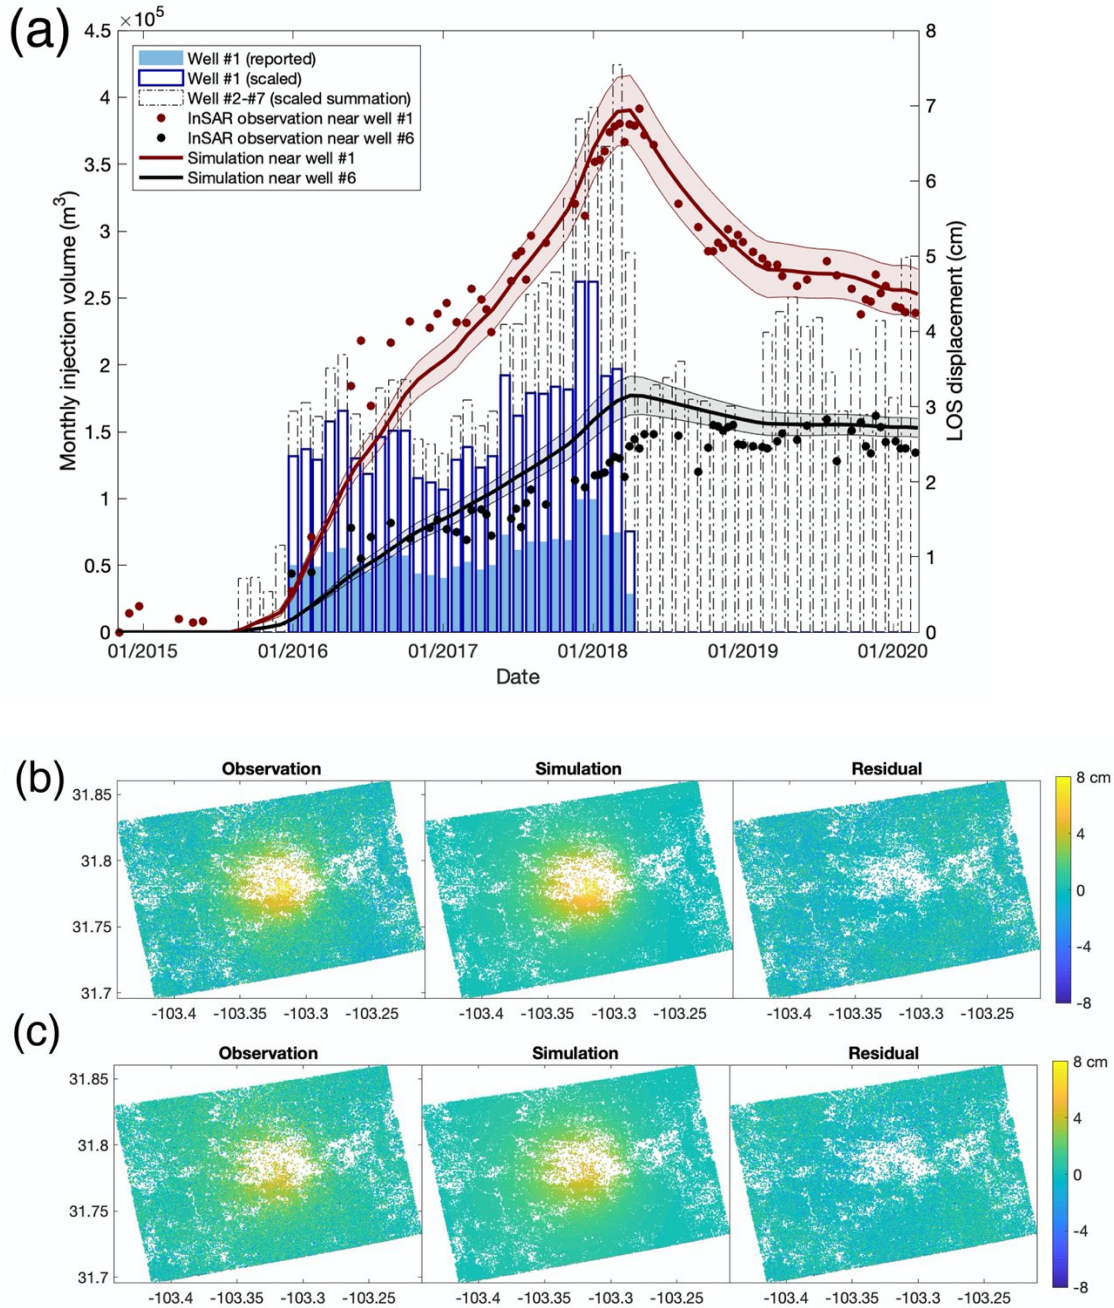 (a)
×10⁵
4.5
4
3.5
3
2.5
2
1.5
1
0.5
0
Monthly injection volume (m³)
Well #1 (reported)
Well #1 (scaled)
Well #2-#7 (scaled summation)
InSAR observation near well #1
InSAR observation near well #6
Simulation near well #1
Simulation near well #6
8
7
6
5
4
3
2
1
0
LOS displacement (cm)
01/2015 01/2016 01/2017 01/2018 01/2019 01/2020
Date
(b)
Observation Simulation Residual
31.85
31.8
31.75
31.7
8 cm
4
0
-4
-8
-103.4 -103.35 -103.3 -103.25 -103.4 -103.35 -103.3 -103.25 -103.4 -103.35 -103.3 -103.25
(c)
Observation Simulation Residual
31.85
31.8
31.75
31.7
8 cm
4
0
-4
-8
-103.4 -103.35 -103.3 -103.25 -103.4 -103.35 -103.3 -103.25 -103.4 -103.35 -103.3 -103.25